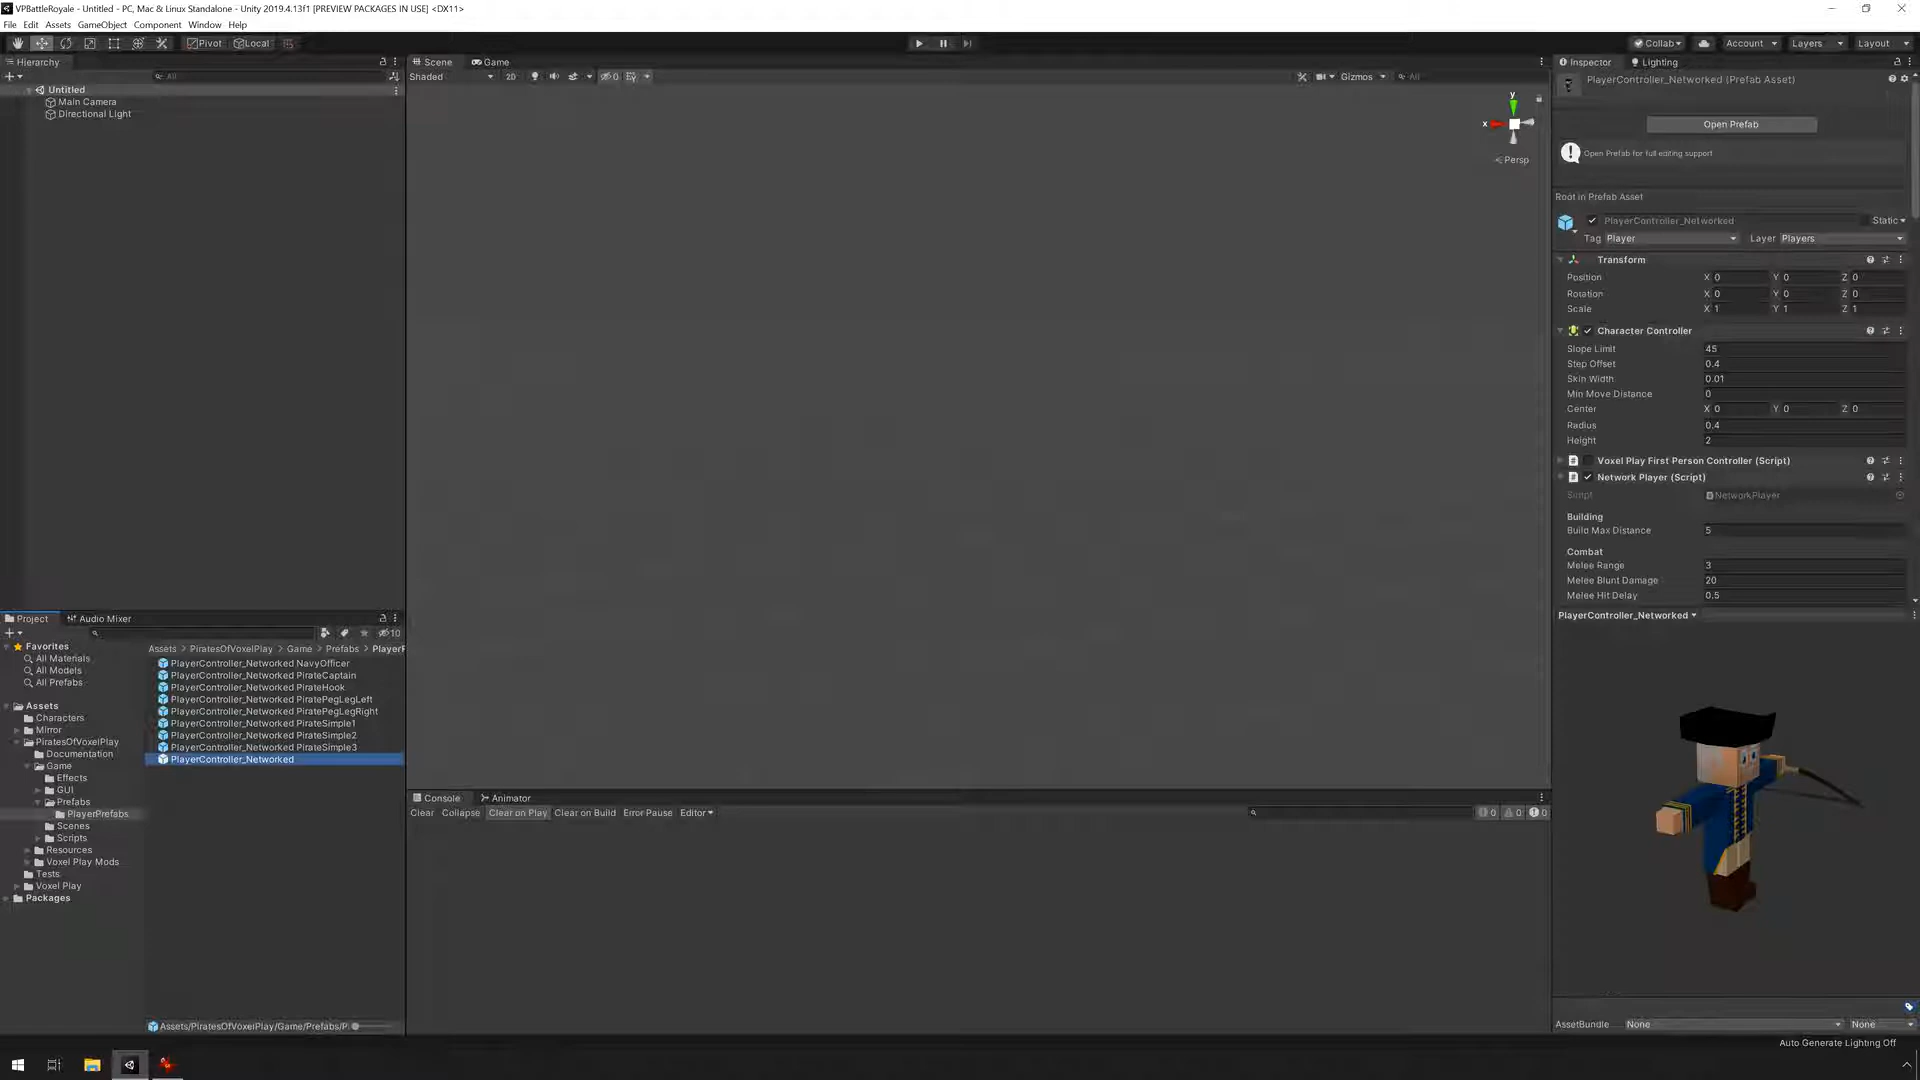 VPBattleRoyale - Untitled - PC, Mac & Linux Standalone - Unity 2019.4.13f1 [PREVIEW PACKAGES IN USE] <DX11>
File Edit Assets GameObject Component Window Help
Pivot Local
Collab Account Layers Layout
Hierarchy
All
Untitled
Main Camera
Directional Light
Scene Game
Shaded 2D 0 Gizmos All
y
x
Persp
Inspector Lighting
PlayerController_Networked (Prefab Asset)
Open Prefab
Open Prefab for full editing support
Root in Prefab Asset
PlayerController_Networked Static
Tag Player Layer Players
Transform
Position X 0 Y 0 Z 0
Rotation X 0 Y 0 Z 0
Scale X 1 Y 1 Z 1
Character Controller
Slope Limit 45
Step Offset 0.4
Skin Width 0.01
Min Move Distance 0
Center X 0 Y 0 Z 0
Radius 0.4
Height 2
Voxel Play First Person Controller (Script)
Network Player (Script)
Script NetworkPlayer
Building
Build Max Distance 5
Combat
Melee Range 3
Melee Blunt Damage 20
Melee Hit Delay 0.5
PlayerController_Networked
AssetBundle None None
Auto Generate Lighting Off
Project Audio Mixer
10
Favorites
All Materials
All Models
All Prefabs
Assets
Characters
Mirror
PiratesOfVoxelPlay
Documentation
Game
Effects
GUI
Prefabs
PlayerPrefabs
Scenes
Scripts
Resources
Voxel Play Mods
Tests
Voxel Play
Packages
Assets > PiratesOfVoxelPlay > Game > Prefabs > PlayerF
PlayerController_Networked NavyOfficer
PlayerController_Networked PirateCaptain
PlayerController_Networked PirateHook
PlayerController_Networked PiratePegLegLeft
PlayerController_Networked PiratePegLegRight
PlayerController_Networked PirateSimple1
PlayerController_Networked PirateSimple2
PlayerController_Networked PirateSimple3
PlayerController_Networked
Assets/PiratesOfVoxelPlay/Game/Prefabs/P
Console Animator
Clear Collapse Clear on Play Clear on Build Error Pause Editor
0 0 0